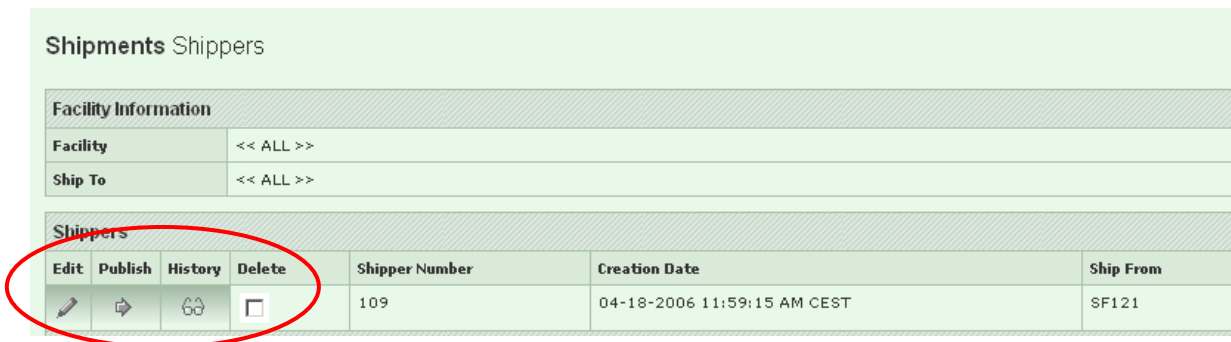 Shipments Shippers
Facility Information
Facility << ALL >>
Ship To << ALL >>
Shippers
Edit Publish History Delete Shipper Number Creation Date Ship From
109 04-18-2006 11:59:15 AM CEST SF121